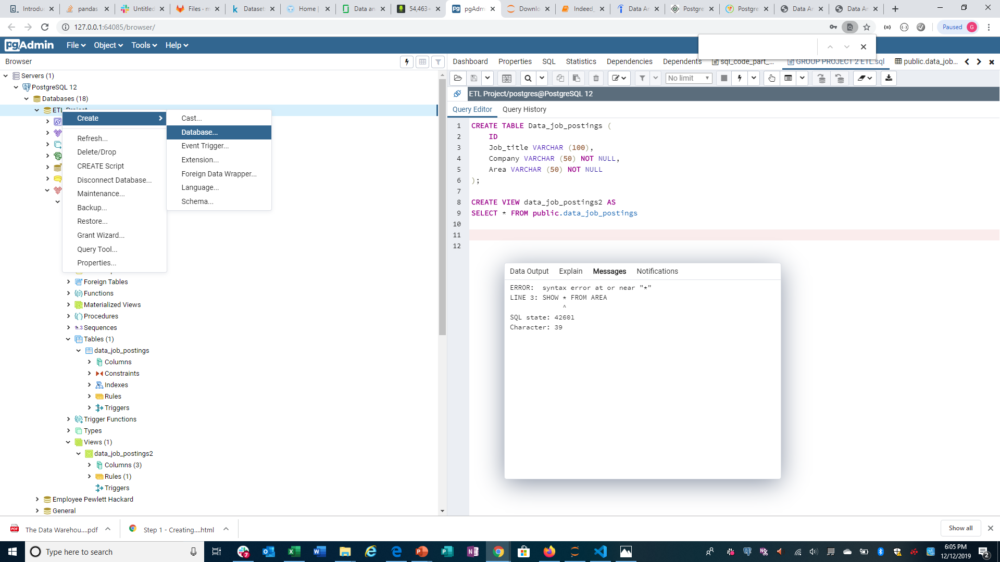 Introduc
pandas
Untitled
Files · m
Dataset
Home |
Data an
54,463+
pgAdm
Downlo
Indeed_
Data An
Postgre
Postgre
Data An
Data An
127.0.0.1:64085/browser/
Paused G
pgAdmin File Object Tools Help
Browser
Dashboard Properties SQL Statistics Dependencies Dependents sql_code_part_... GROUP PROJECT 2 ETL.sql public.data_job...
No limit
ETL Project/postgres@PostgreSQL 12
Query Editor Query History
Servers (1)
PostgreSQL 12
Databases (18)
ETL Project
Create
Refresh...
Delete/Drop
CREATE Script
Disconnect Database...
Maintenance...
Backup...
Restore...
Grant Wizard...
Query Tool...
Properties...
Cast...
Database...
Event Trigger...
Extension...
Foreign Data Wrapper...
Language...
Schema...
Foreign Tables
Functions
Materialized Views
Procedures
1..3 Sequences
Tables (1)
data_job_postings
Columns
Constraints
Indexes
Rules
Triggers
Trigger Functions
Types
Views (1)
data_job_postings2
Columns (3)
Rules (1)
Triggers
Employee Pewlett Hackard
General
1 CREATE TABLE Data_job_postings (
2 ID
3 Job_title VARCHAR (100),
4 Company VARCHAR (50) NOT NULL,
5 Area VARCHAR (50) NOT NULL
6 );
7
8 CREATE VIEW data_job_postings2 AS
9 SELECT * FROM public.data_job_postings
10
11
12
Data Output Explain Messages Notifications
ERROR: syntax error at or near "*"
LINE 3: SHOW * FROM AREA
^
SQL state: 42601
Character: 39
The Data Warehou....pdf
Step 1 - Creating....html
Show all
Type here to search
7
6:05 PM
12/12/2019
2